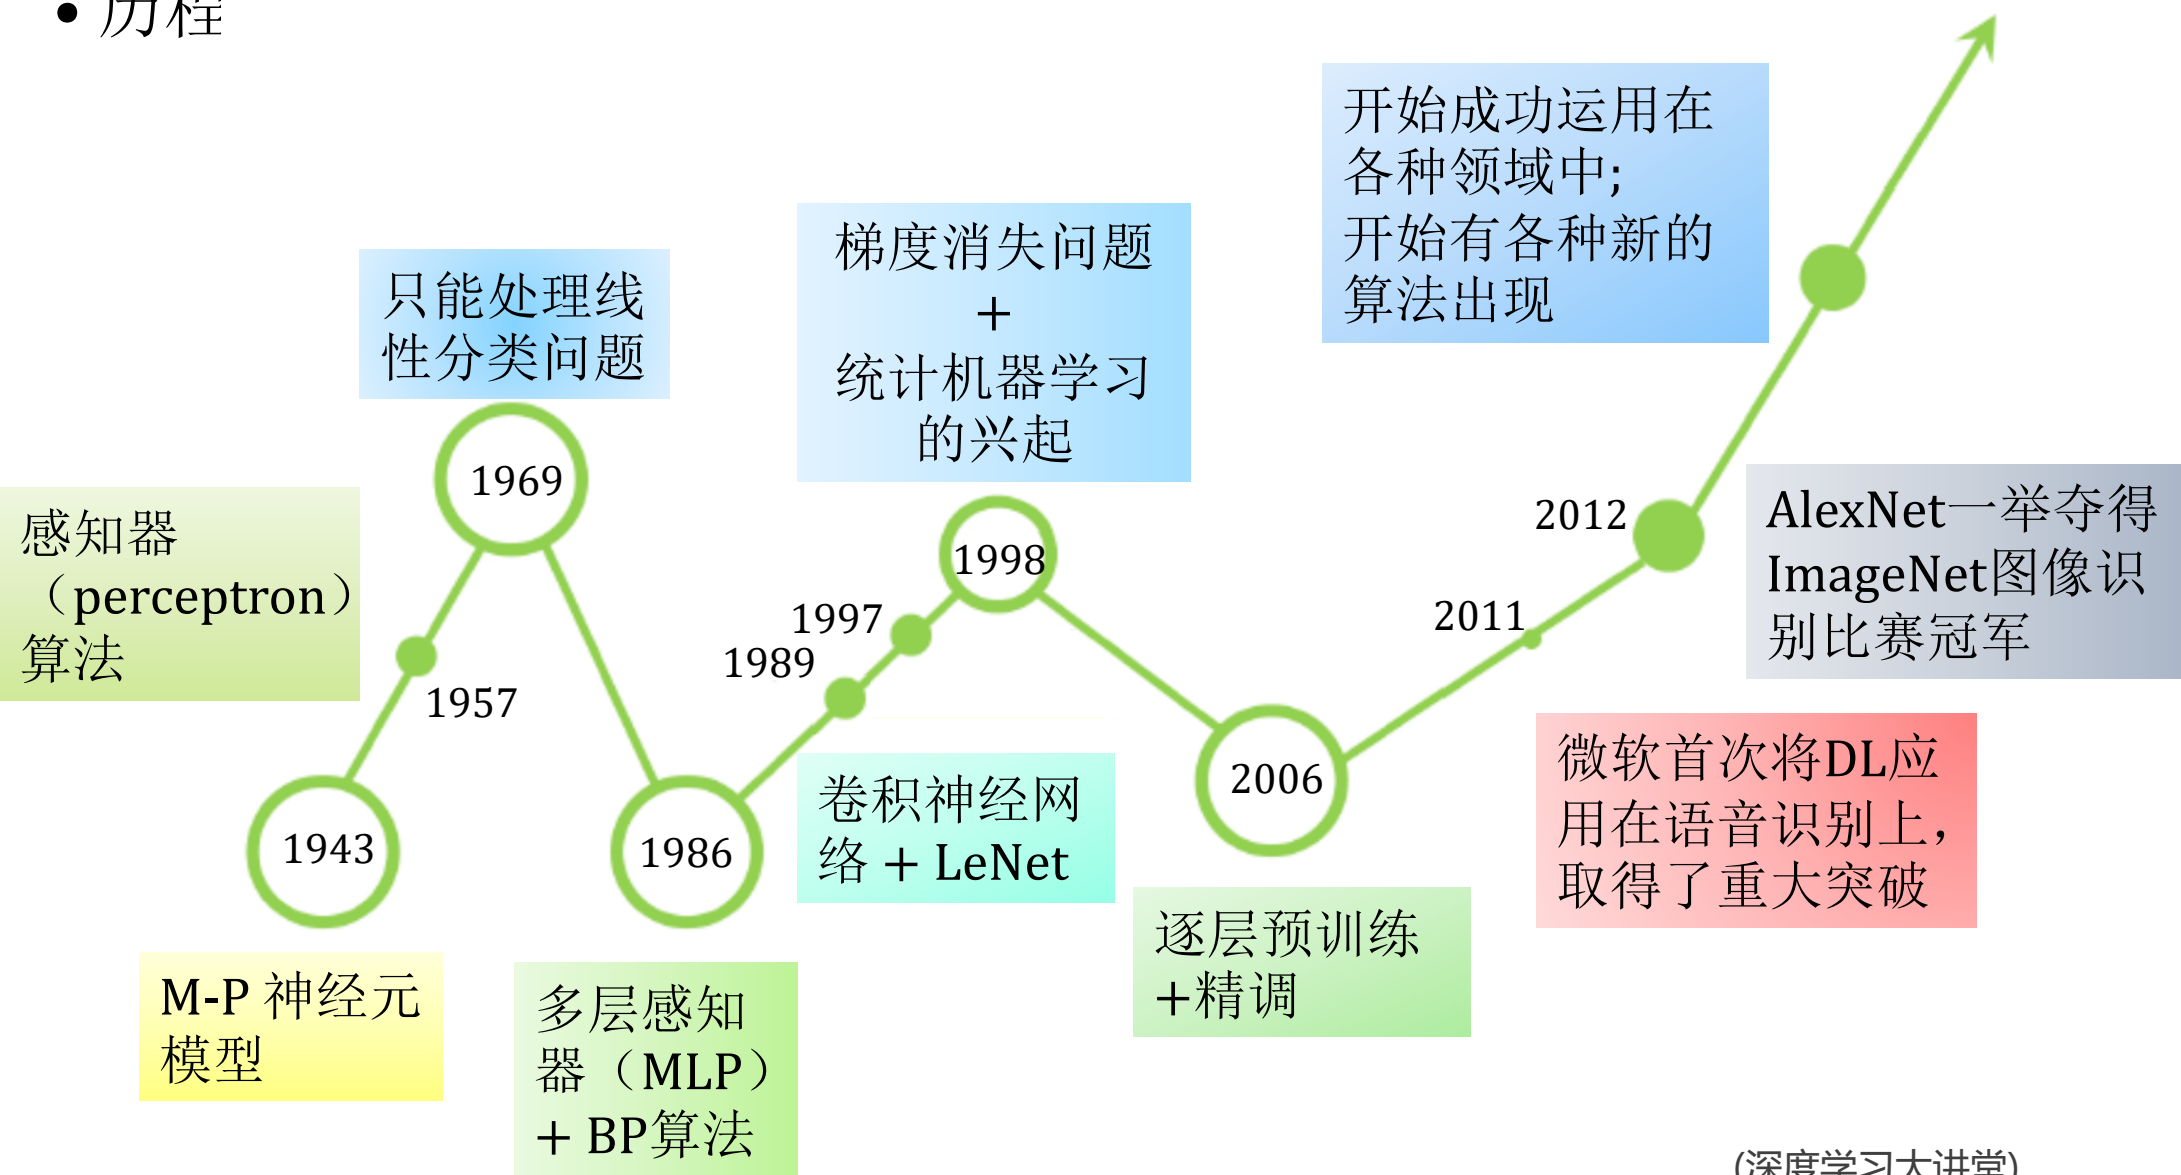 • 历程
开始成功运用在
各种领域中;
开始有各种新的
算法出现
梯度消失问题
+
统计机器学习
的兴起
只能处理线
性分类问题
1969
感知器
（perceptron）
算法
1957
1943
M-P 神经元
模型
1986
多层感知
器（MLP）
+ BP算法
1989
1997
1998
卷积神经网
络 + LeNet
2006
逐层预训练
+精调
2011
微软首次将DL应
用在语音识别上，
取得了重大突破
2012
AlexNet一举夺得
ImageNet图像识
别比赛冠军
(深度学习大讲堂)